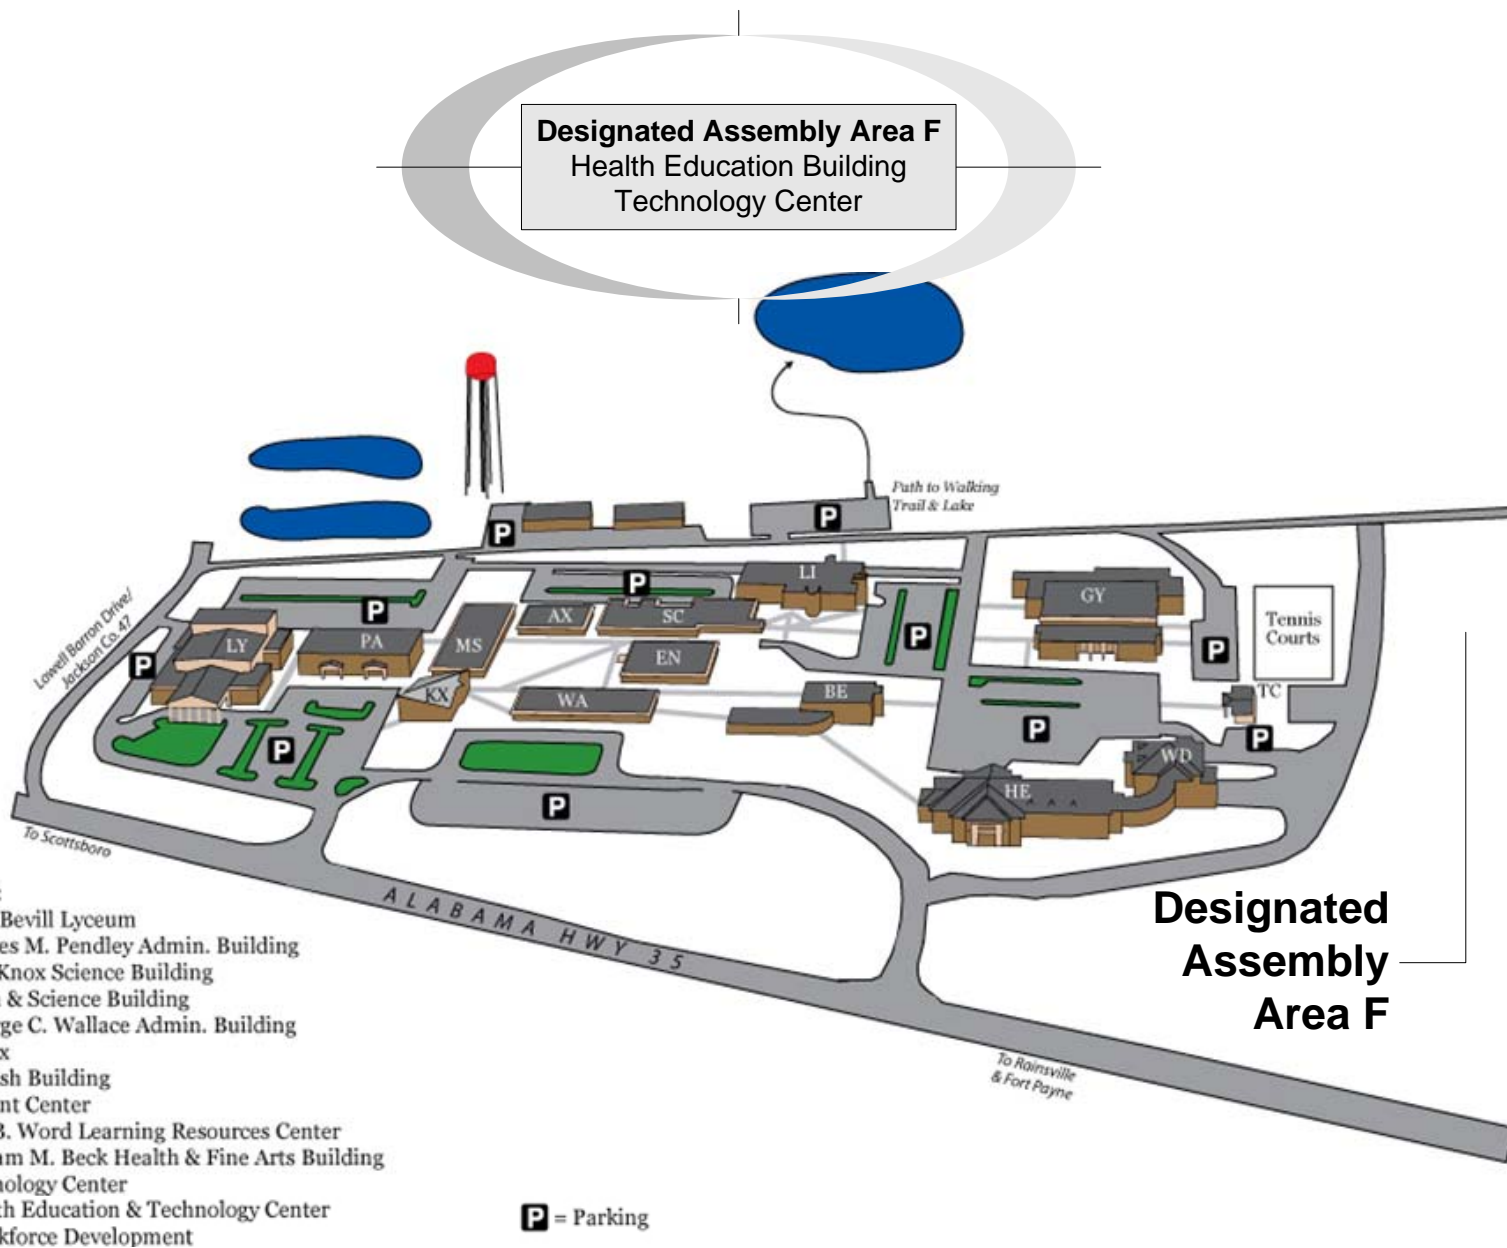 Designated Assembly Area F
Health Education Building
Technology Center
Path to Walking
Trail & Lake
LI
GY
Tennis
Courts
AX
SC
MS
EN
LY
PA
KX
WA
BE
TC
WD
HE
Lowell Barron Drive/
Jackson Co. 47
P
P
P
P
P
P
P
P
P
P
P
To Scottsboro
ALABAMA HWY 35
To Rainsville
& Fort Payne
Designated
Assembly
Area F
Bevill Lyceum
es M. Pendley Admin. Building
Knox Science Building
& Science Building
ge C. Wallace Admin. Building
x
sh Building
nt Center
B. Word Learning Resources Center
am M. Beck Health & Fine Arts Building
nology Center
th Education & Technology Center
kforce Development
P = Parking